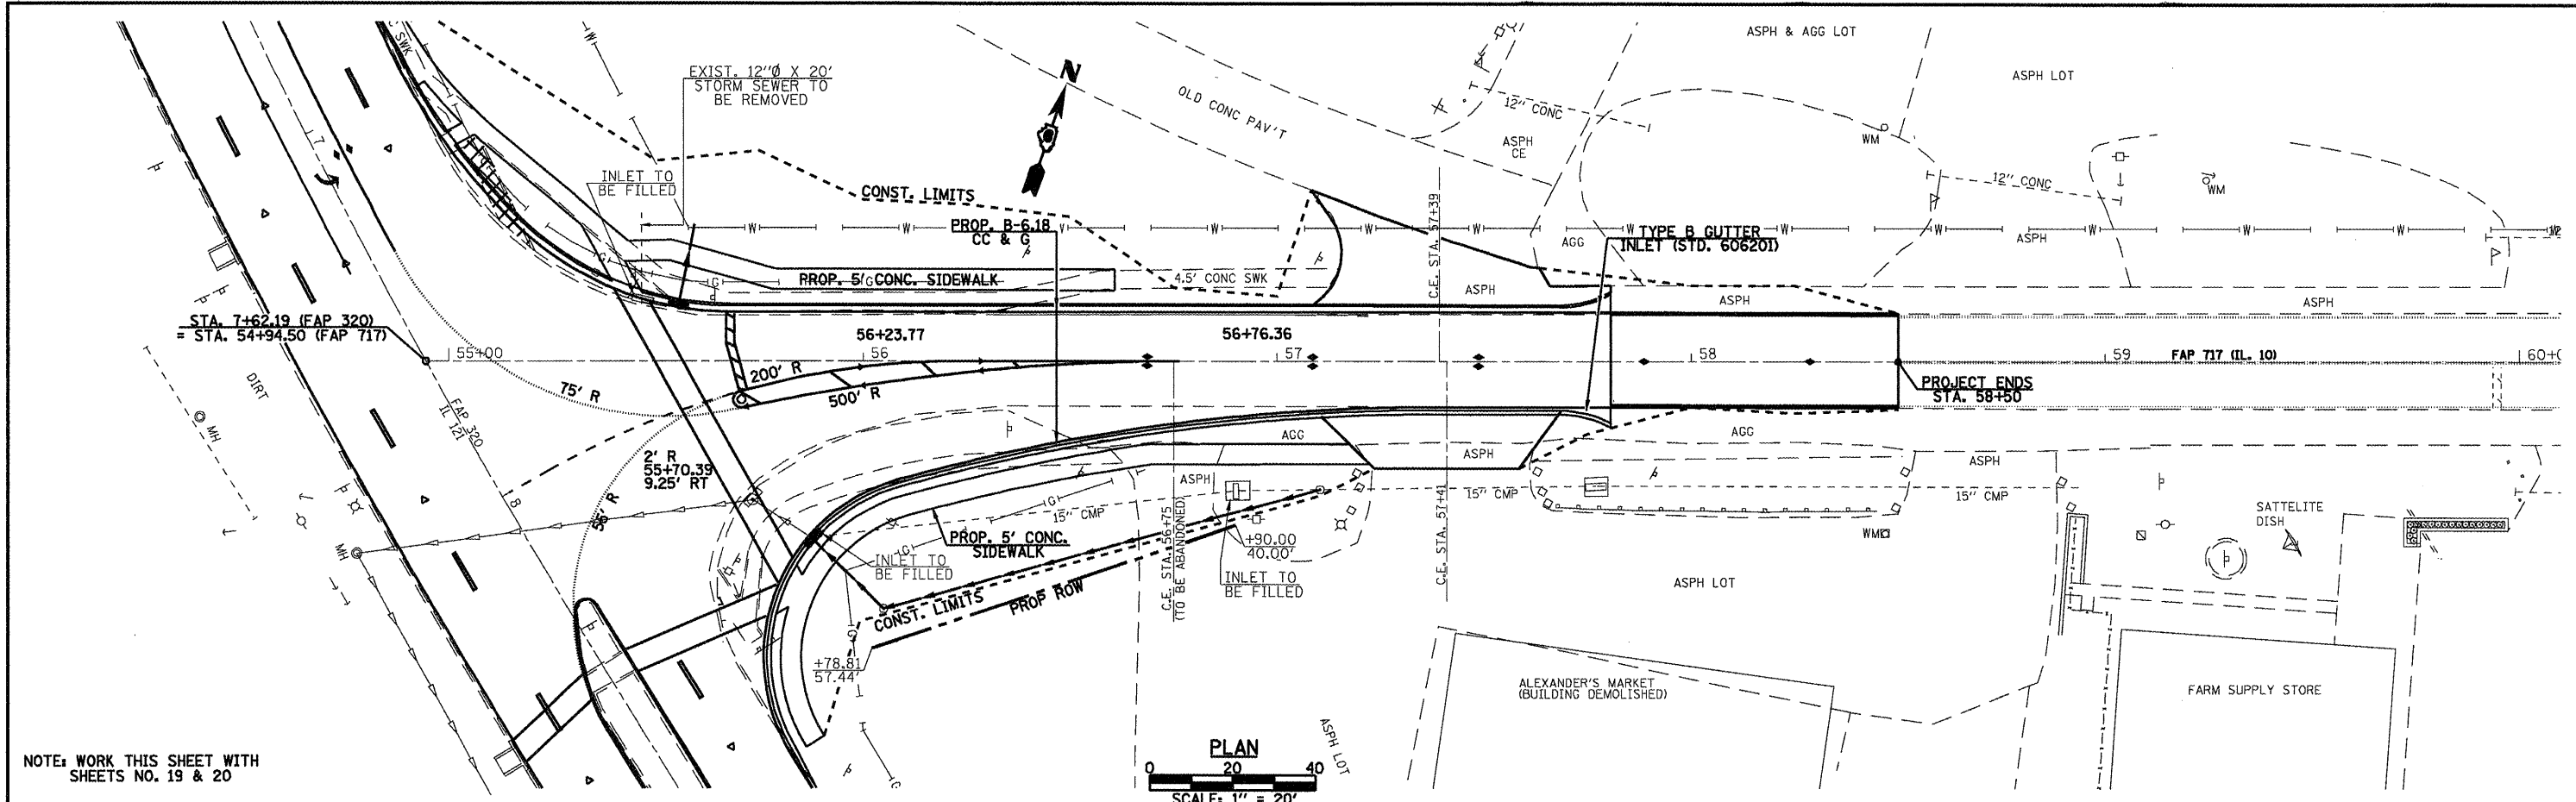 SWK
W
EXIST. 12"Ø X 20'
STORM SEWER TO
BE REMOVED
N
OLD CONC PAV'T
12" CONC
ASPH
CE
ASPH & AGG LOT
ASPH LOT
WM
12" CONC
WM
INLET TO
BE FILLED
CONST. LIMITS
PROP. B-6.18
CC & G
W
W
W
W
W
W
W
W
W
C.E. STA. 57+39
AGG
TYPE B GUTTER
INLET (STD. 606201)
ASPH
PROP. 5' CONC. SIDEWALK
G
4.5' CONC SWK
ASPH
ASPH
ASPH
7
STA. 7+62.19 (FAP 320)
= STA. 54+94.50 (FAP 717)
55+00
56+23.77
56
56+76.36
57
58
59
FAP 717 (IL. 10)
60+0
200' R
500' R
75' R
PROJECT ENDS
STA. 58+50
DIRT
MH
FAP 320
IL 121
8
2' R
55+70.39
9.25' RT
55' R
AGG
ASPH
AGG
ASPH
ASPH
15" CMP
15" CMP
15" CMP
MH
G
G
PROP. 5' CONC.
SIDEWALK
INLET TO
BE FILLED
C.E. STA. 56+75
(TO BE ABANDONED)
+90.00
40.00'
INLET TO
BE FILLED
C.E. STA. 57+41
WM
SATTELITE
DISH
ASPH LOT
CONST. LIMITS
PROP ROW
+78.81
57.44'
G
G
ALEXANDER'S MARKET
(BUILDING DEMOLISHED)
FARM SUPPLY STORE
ASPH LOT
NOTE: WORK THIS SHEET WITH
SHEETS NO. 19 & 20
PLAN
0 20 40
SCALE: 1" = 20'